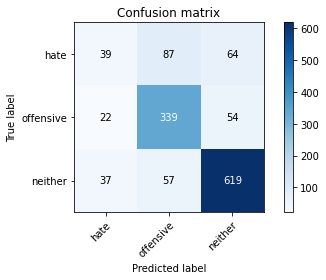 Confusion matrix
True label
hate
39 87 64
offensive
22 339 54
neither
37 57 619
hate
offensive
neither
Predicted label
600
500
400
300
200
100